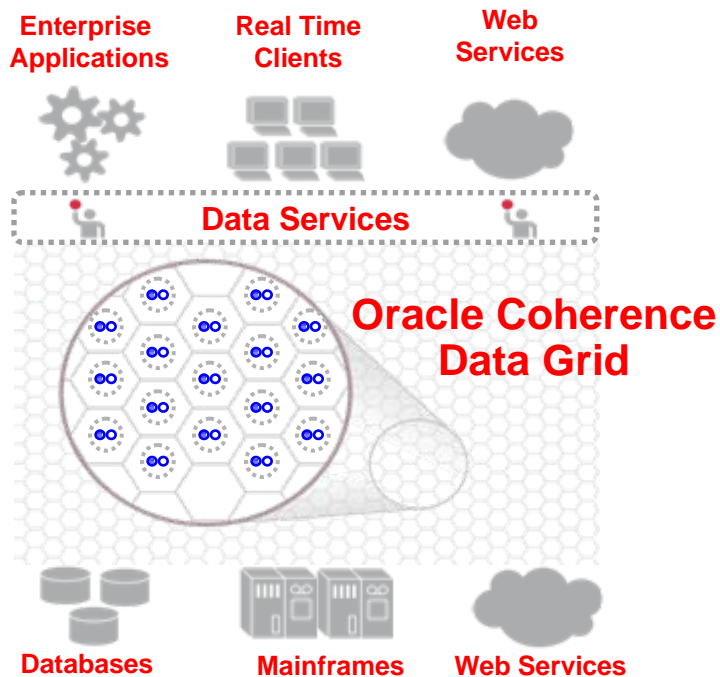 Enterprise
Applications
Real Time
Clients
Web
Services
Data Services
Oracle Coherence
Data Grid
Databases
Mainframes
Web Services